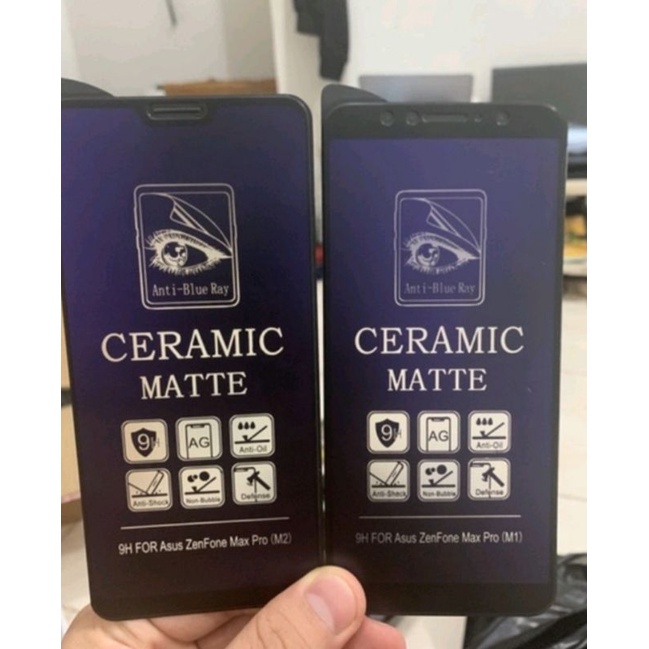 Anti-Blue Ray
CERAMIC
MATTE
9H
AG
Anti-Oil
Anti-Shock
Non-Bubble
Defense
9H FOR Asus ZenFone Max Pro (M2)
Anti-Blue Ray
CERAMIC
MATTE
9H
AG
Anti-Oil
Anti-Shock
Non-Bubble
Defense
9H FOR Asus ZenFone Max Pro (M1)